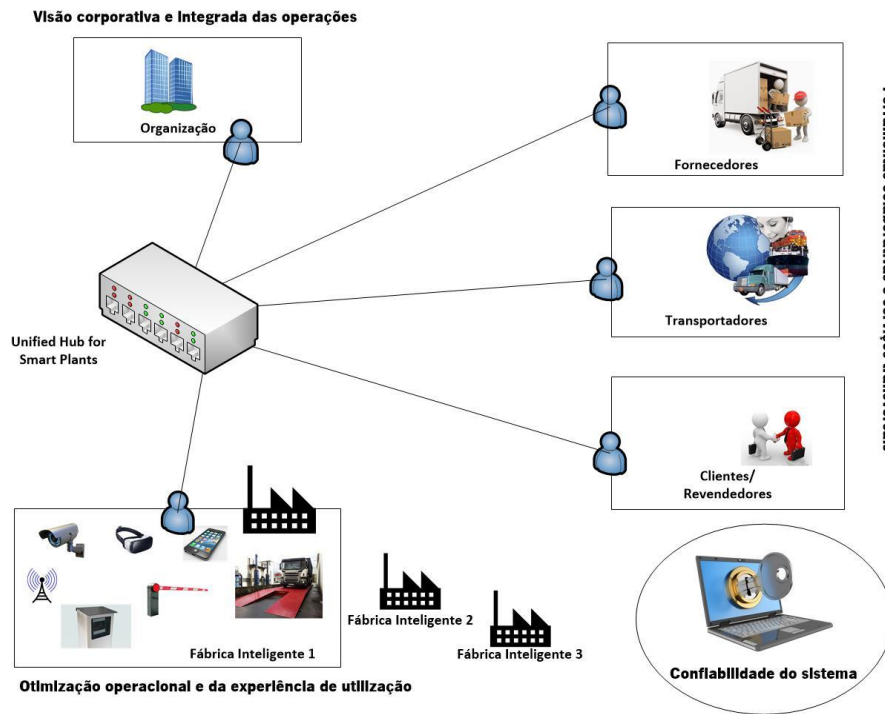 Visão corporativa e integrada das operações
Organização
Fornecedores
Transportadores
Unified Hub for
Smart Plants
Clientes/
Revendedores
Fábrica Inteligente 1
Fábrica Inteligente 2
Fábrica Inteligente 3
Confiabilidade do sistema
Otimização operacional e da experiência de utilização